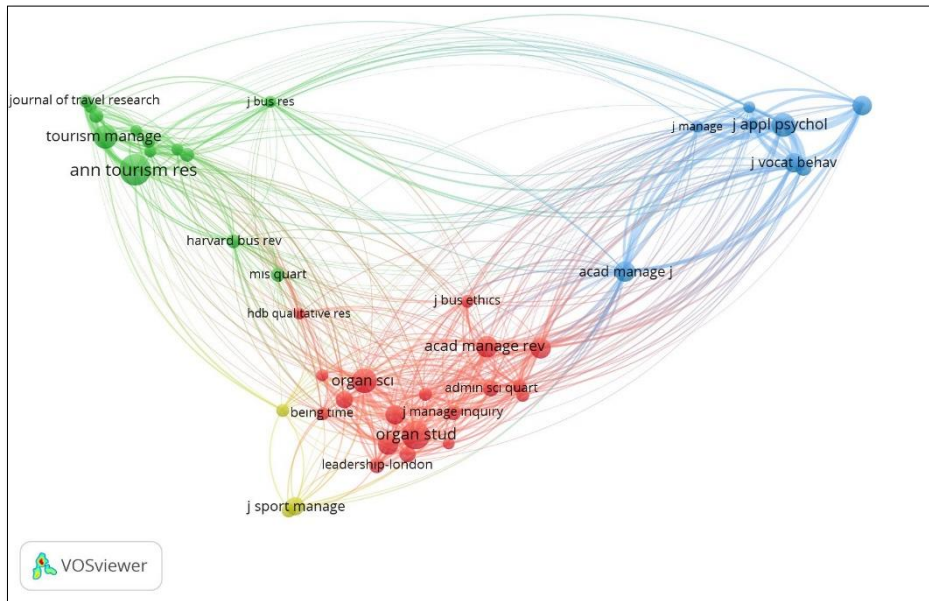 journal of travel research
j bus res
tourism manage
ann tourism res
j manage
j appl psychol
j vocat behav
harvard bus rev
mis quart
acad manage j
j bus ethics
hdb qualitative res
acad manage rev
organ sci
admin sci quart
being time
j manage inquiry
organ stud
leadership-london
j sport manage
VOSviewer